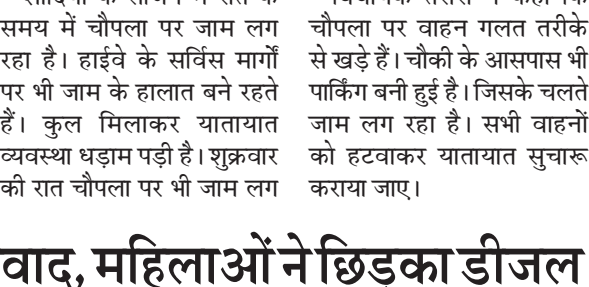 समय में चौपला पर जाम लग
रहा है। हाईवे के सर्विस मार्गों
पर भी जाम के हालात बने रहते
हैं। कुल मिलाकर यातायात
व्यवस्था धड़ाम पड़ी है। शुक्रवार
की रात चौपला पर भी जाम लग
चौपला पर वाहन गलत तरीके
से खड़े हैं। चौकी के आसपास भी
पार्किंग बनी हुई है। जिसके चलते
जाम लग रहा है। सभी वाहनों
को हटवाकर यातायात सुचारू
कराया जाए।
वाद, महिलाओं ने छिड़का डीजल